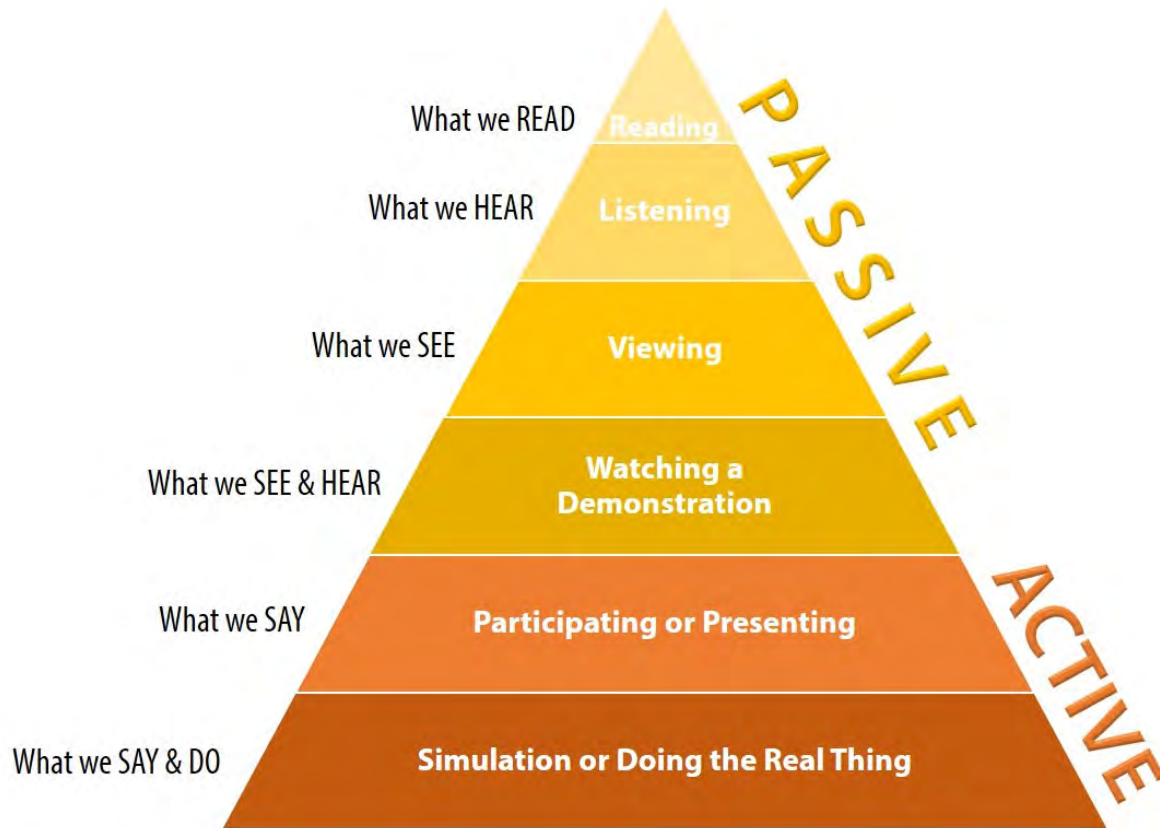 What we READ
Reading
What we HEAR
Listening
What we SEE
Viewing
What we SEE & HEAR
Watching a
Demonstration
What we SAY
Participating or Presenting
What we SAY & DO
Simulation or Doing the Real Thing
PASSIVE
ACTIVE